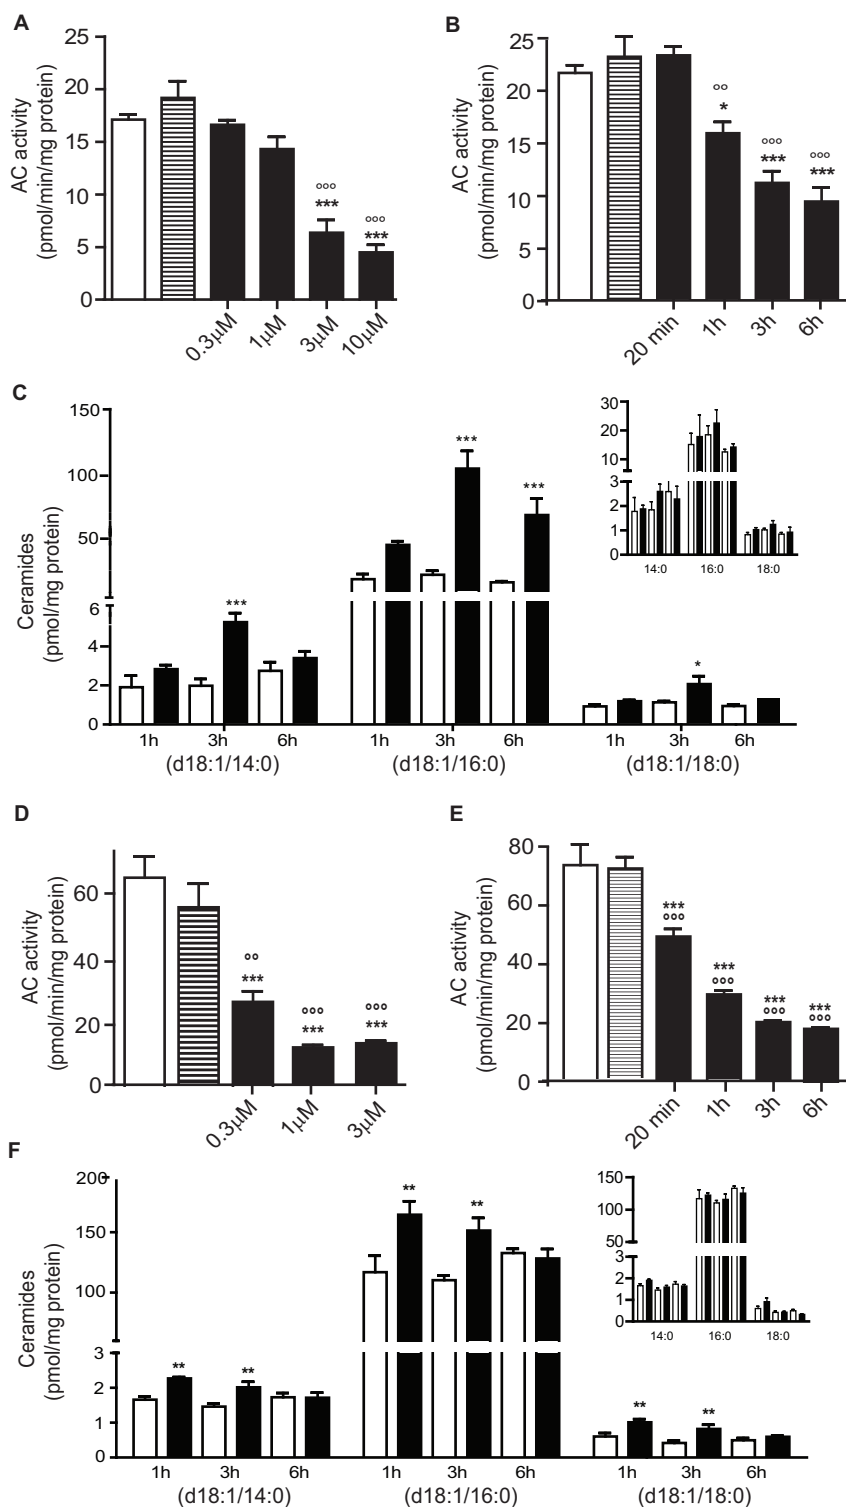 A
AC activity
(pmol/min/mg protein)
25
20
15
10
5
0
°°°
***
°°°
***
0.3µM
1µM
3µM
10µM
B
AC activity
(pmol/min/mg protein)
25
20
15
10
5
0
°°
*
°°°
***
°°°
***
20 min
1h
3h
6h
C
Ceramides
(pmol/mg protein)
150
100
50
6
4
2
0
***
***
***
*
1h 3h 6h 1h 3h 6h 1h 3h 6h
(d18:1/14:0) (d18:1/16:0) (d18:1/18:0)
30
20
10
3
2
1
0
14:0 16:0 18:0
D
AC activity
(pmol/min/mg protein)
60
40
20
0
°°
***
°°°
***
°°°
***
0.3µM
1µM
3µM
E
AC activity
(pmol/min/mg protein)
80
60
40
20
0
***
°°°
***
°°°
***
°°°
***
°°°
20 min
1h
3h
6h
F
Ceramides
(pmol/mg protein)
200
150
100
3
2
1
0
** ** ** ** ** **
1h 3h 6h 1h 3h 6h 1h 3h 6h
(d18:1/14:0) (d18:1/16:0) (d18:1/18:0)
150
100
50
3
2
1
0
14:0 16:0 18:0